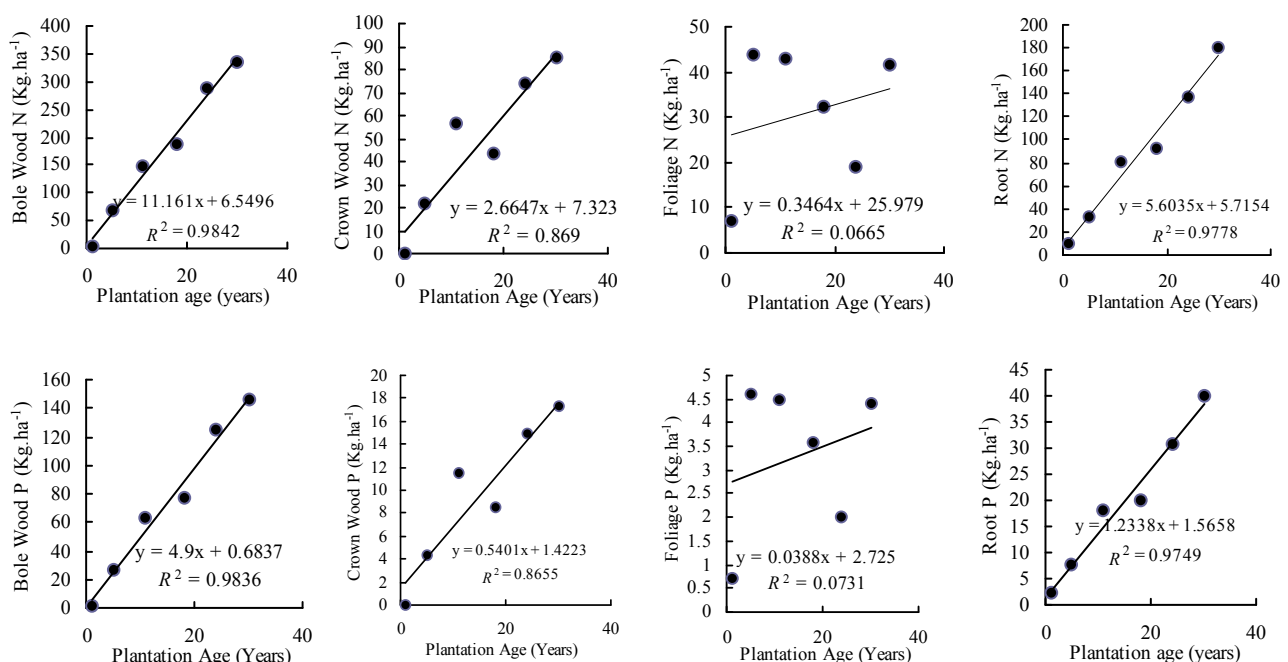 Bole Wood N (Kg.ha⁻¹)
400
350
300
250
200
150
100
50
0
y = 11.161x + 6.5496
R² = 0.9842
0 20 40
Plantation age (years)
Crown Wood N (Kg.ha⁻¹)
100
90
80
70
60
50
40
30
20
10
0
y = 2.6647x + 7.323
R² = 0.869
0 20 40
Plantation Age (Years)
Foliage N (Kg.ha⁻¹)
50
40
30
20
10
0
y = 0.3464x + 25.979
R² = 0.0665
0 20 40
Plantation Age (Years)
Root N (Kg.ha⁻¹)
200
180
160
140
120
100
80
60
40
20
0
y = 5.6035x + 5.7154
R² = 0.9778
0 20 40
Plantation Age (Years)
Bole Wood P (Kg.ha⁻¹)
160
140
120
100
80
60
40
20
0
y = 4.9x + 0.6837
R² = 0.9836
0 20 40
Plantation Age (Years)
Crown Wood P (Kg.ha⁻¹)
20
18
16
14
12
10
8
6
4
2
0
y = 0.5401x + 1.4223
R² = 0.8655
0 20 40
Plantation Age (Years)
Foliage P (Kg.ha⁻¹)
5
4.5
4
3.5
3
2.5
2
1.5
1
0.5
0
y = 0.0388x + 2.725
R² = 0.0731
0 20 40
Plantation Age (Years)
Root P (Kg.ha⁻¹)
45
40
35
30
25
20
15
10
5
0
y = 1.2338x + 1.5658
R² = 0.9749
0 20 40
Plantation Age (Years)